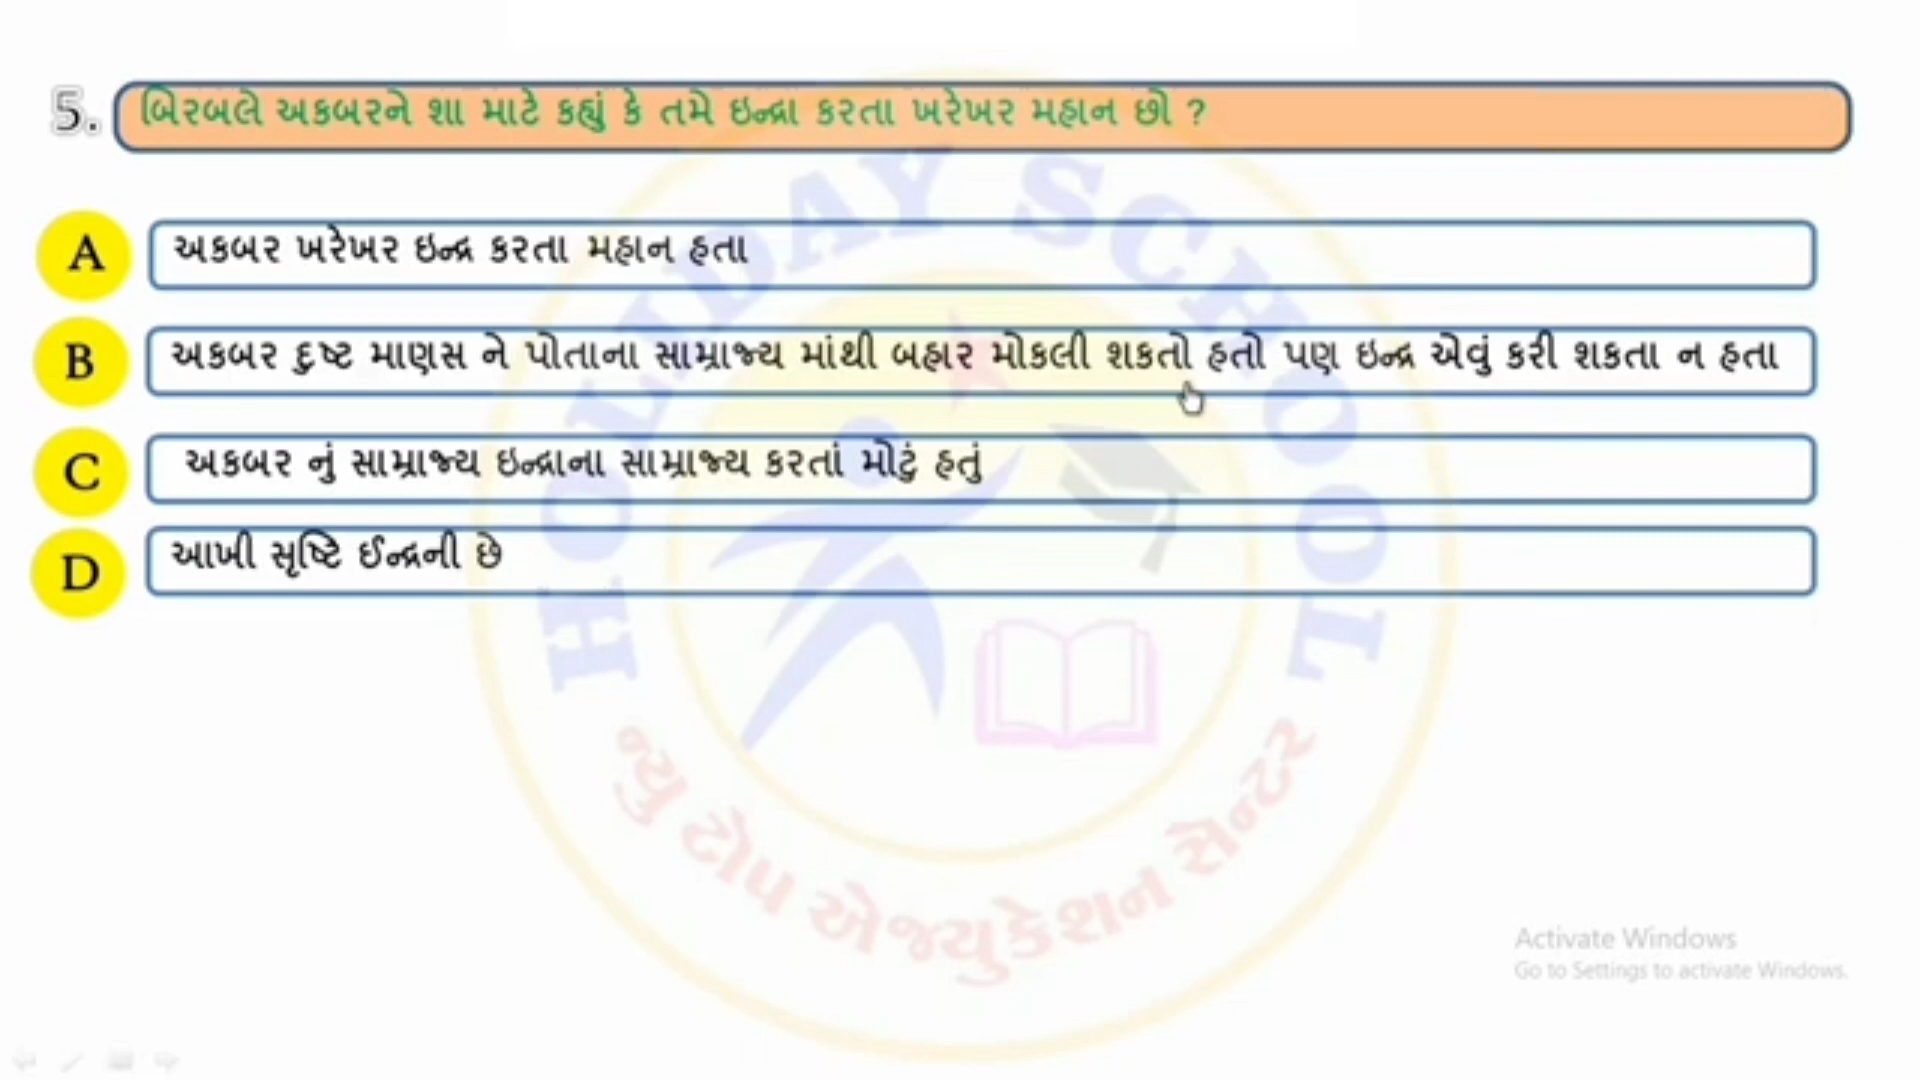 5. બિરબલે અકબરને શા માટે કહ્યું કે તમે ઇન્દ્રા કરતા ખરેખર મહાન છો ?
A અકબર ખરેખર ઇન્દ્ર કરતા મહાન હતા
B અકબર દુષ્ટ માણસ ને પોતાના સામ્રાજ્ય માંથી બહાર મોકલી શકતો હતો પણ ઇન્દ્ર એવું કરી શકતા ન હતા
C અકબર નું સામ્રાજ્ય ઇન્દ્રાના સામ્રાજ્ય કરતાં મોટું હતું
D આખી સૃષ્ટિ ઈન્દ્રની છે
HOLIDAY SCHOOL
ન્યુ ટોપ એજ્યુકેશન સેન્ટર
Activate Windows
Go to Settings to activate Windows.